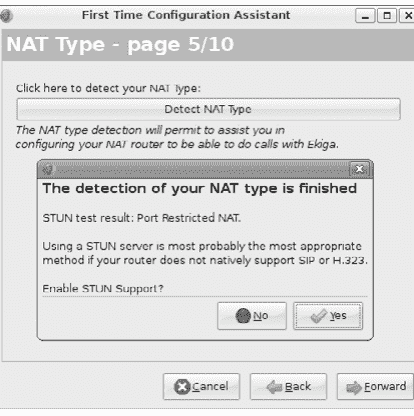 First Time Configuration Assistant
NAT Type - page 5/10
Click here to detect your NAT Type:
Detect NAT Type
The NAT type detection will permit to assist you in
configuring your NAT router to be able to do calls with Ekiga.
The detection of your NAT type is finished
STUN test result: Port Restricted NAT.
Using a STUN server is most probably the most appropriate
method if your router does not natively support SIP or H.323.
Enable STUN Support?
No
Yes
Cancel
Back
Forward